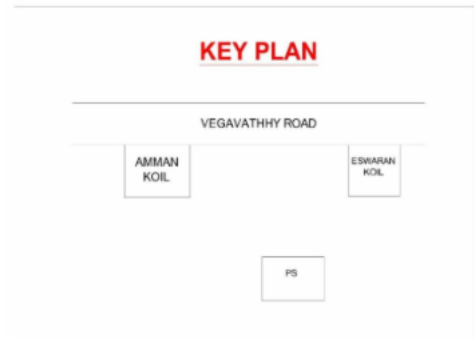 KEY PLAN
VEGAVATHHY ROAD
AMMAN
KOIL
ESWARAN
KOIL
PS